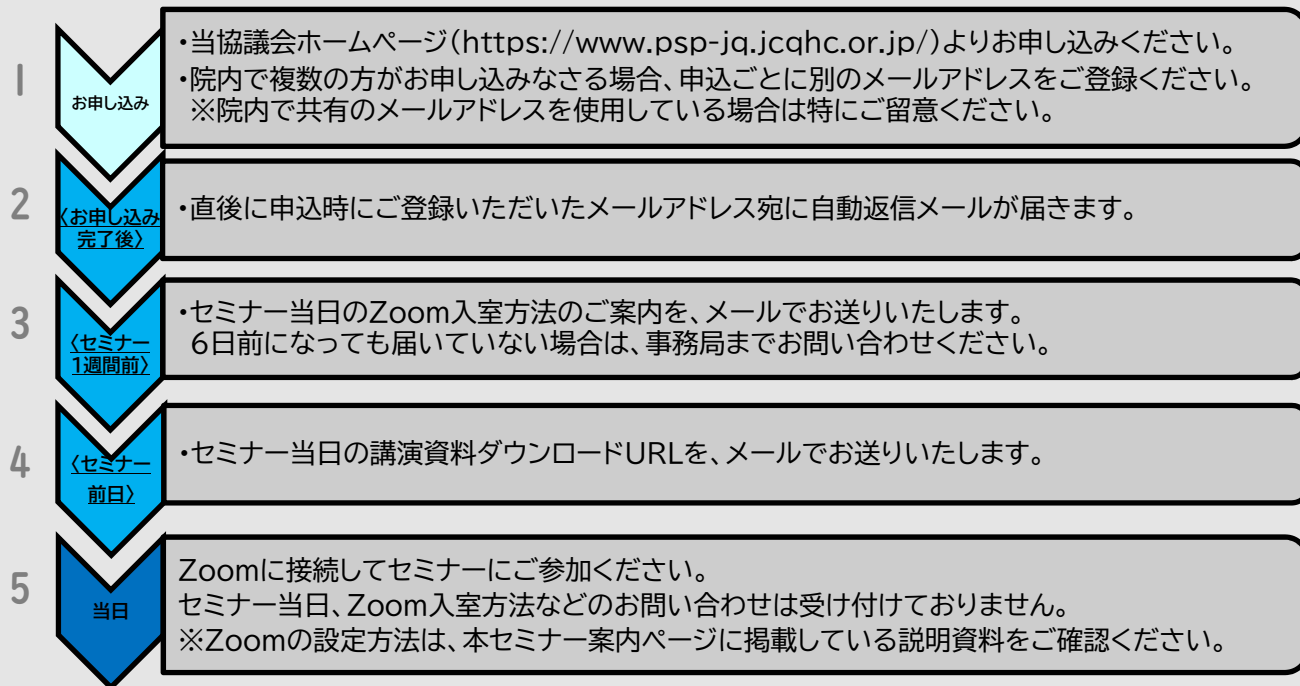 1
お申し込み
・当協議会ホームページ(https://www.psp-jq.jcqhc.or.jp/)よりお申し込みください。
・院内で複数の方がお申し込みなさる場合、申込ごとに別のメールアドレスをご登録ください。
※院内で共有のメールアドレスを使用している場合は特にご留意ください。
2
〈お申し込み
完了後〉
・直後に申込時にご登録いただいたメールアドレス宛に自動返信メールが届きます。
3
〈セミナー
1週間前〉
・セミナー当日のZoom入室方法のご案内を、メールでお送りいたします。
6日前になっても届いていない場合は、事務局までお問い合わせください。
4
〈セミナー
前日〉
・セミナー当日の講演資料ダウンロードURLを、メールでお送りいたします。
5
当日
Zoomに接続してセミナーにご参加ください。
セミナー当日、Zoom入室方法などのお問い合わせは受け付けておりません。
※Zoomの設定方法は、本セミナー案内ページに掲載している説明資料をご確認ください。